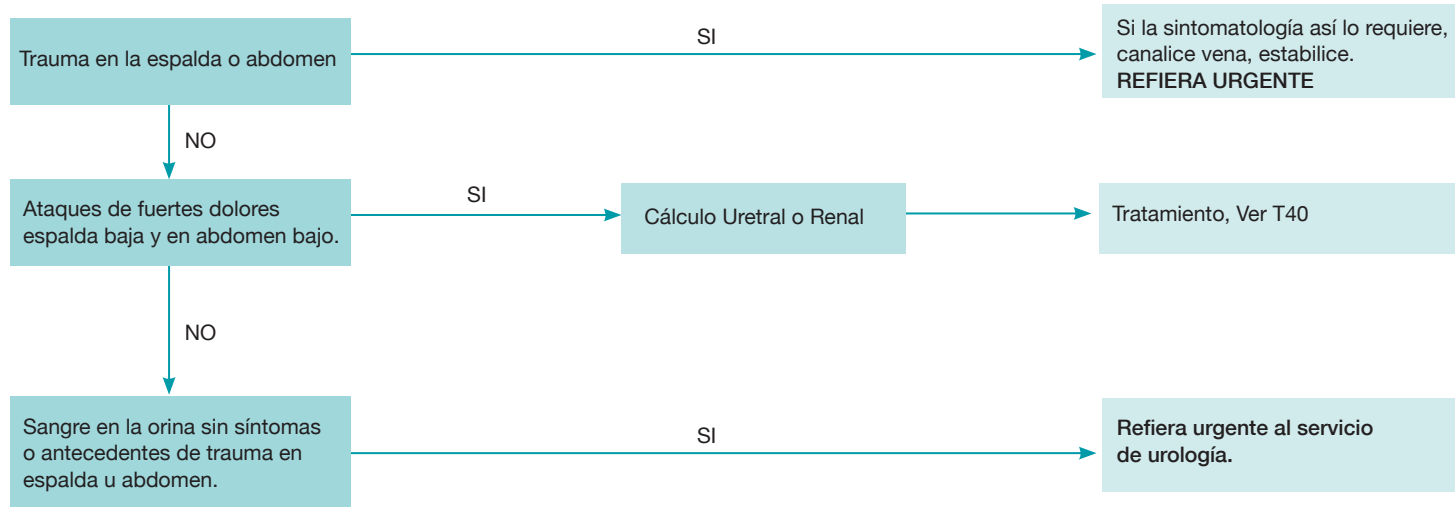 Trauma en la espalda o abdomen
SI
Si la sintomatología así lo requiere,
canalice vena, estabilice.
REFIERA URGENTE
NO
Ataques de fuertes dolores
espalda baja y en abdomen bajo.
SI
Cálculo Uretral o Renal
Tratamiento, Ver T40
NO
Sangre en la orina sin síntomas
o antecedentes de trauma en
espalda u abdomen.
SI
Refiera urgente al servicio
de urología.